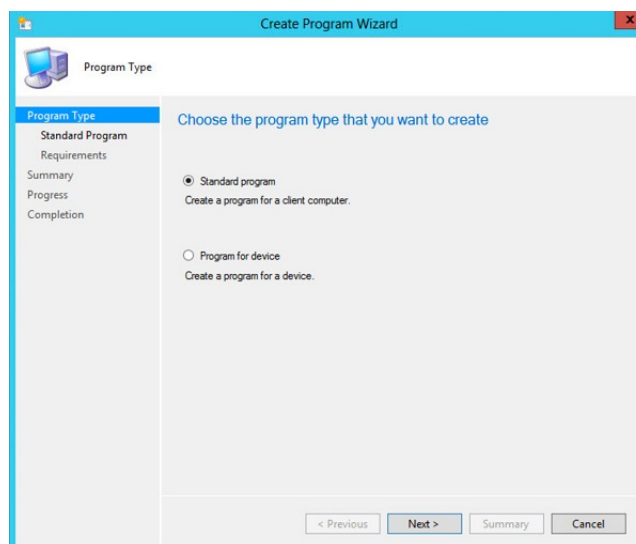 Create Program Wizard
x
Program Type
Program Type
Standard Program
Requirements
Summary
Progress
Completion
Choose the program type that you want to create
Standard program
Create a program for a client computer.
Program for device
Create a program for a device.
< Previous
Next >
Summary
Cancel